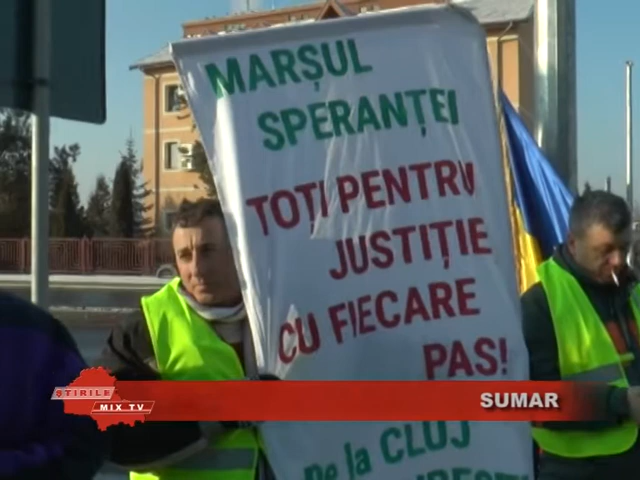 MARȘUL
SPERANȚEI
TOȚI PENTRU
JUSTIȚIE
CU FIECARE
PAS!
De la CLUJ
ȘTIRILE
MIX TV
SUMAR